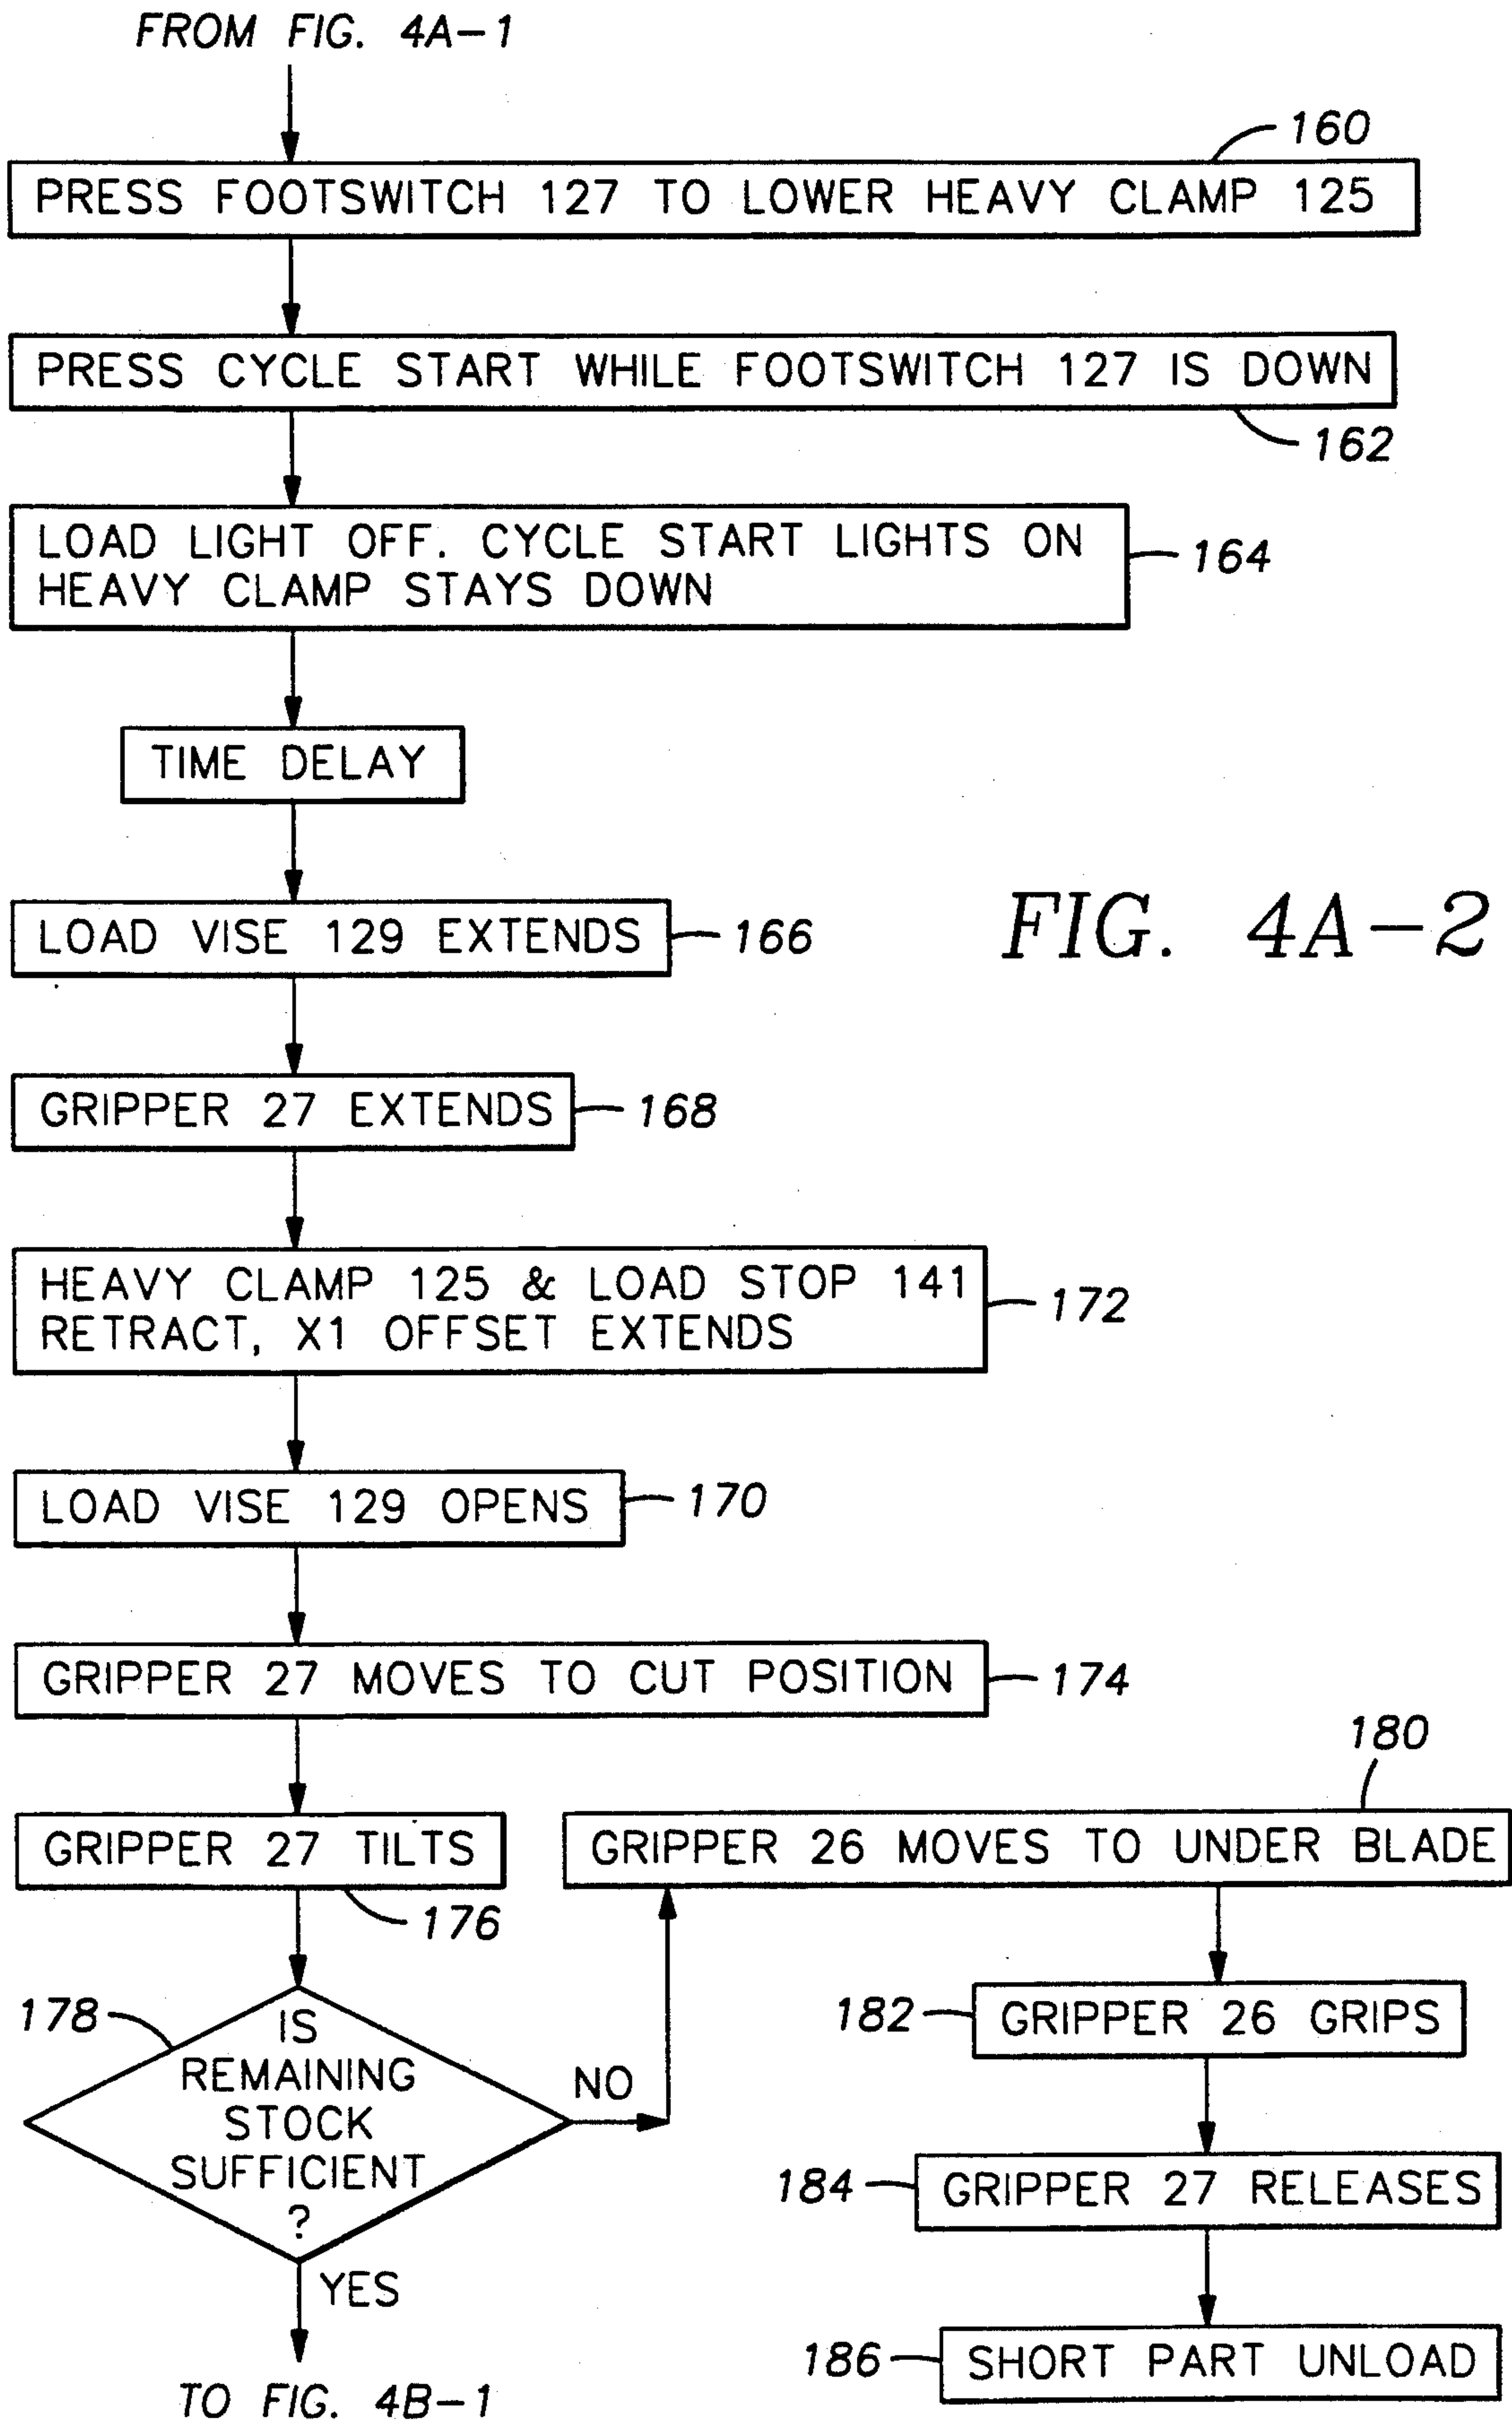 FROM FIG. 4A-1
160
PRESS FOOTSWITCH 127 TO LOWER HEAVY CLAMP 125
PRESS CYCLE START WHILE FOOTSWITCH 127 IS DOWN
162
LOAD LIGHT OFF. CYCLE START LIGHTS ON
HEAVY CLAMP STAYS DOWN
164
TIME DELAY
LOAD VISE 129 EXTENDS
166
FIG. 4A-2
GRIPPER 27 EXTENDS
168
HEAVY CLAMP 125 & LOAD STOP 141
RETRACT, X1 OFFSET EXTENDS
172
LOAD VISE 129 OPENS
170
GRIPPER 27 MOVES TO CUT POSITION
174
GRIPPER 27 TILTS
176
180
GRIPPER 26 MOVES TO UNDER BLADE
178
IS
REMAINING
STOCK
SUFFICIENT
?
NO
YES
TO FIG. 4B-1
182
GRIPPER 26 GRIPS
184
GRIPPER 27 RELEASES
186
SHORT PART UNLOAD